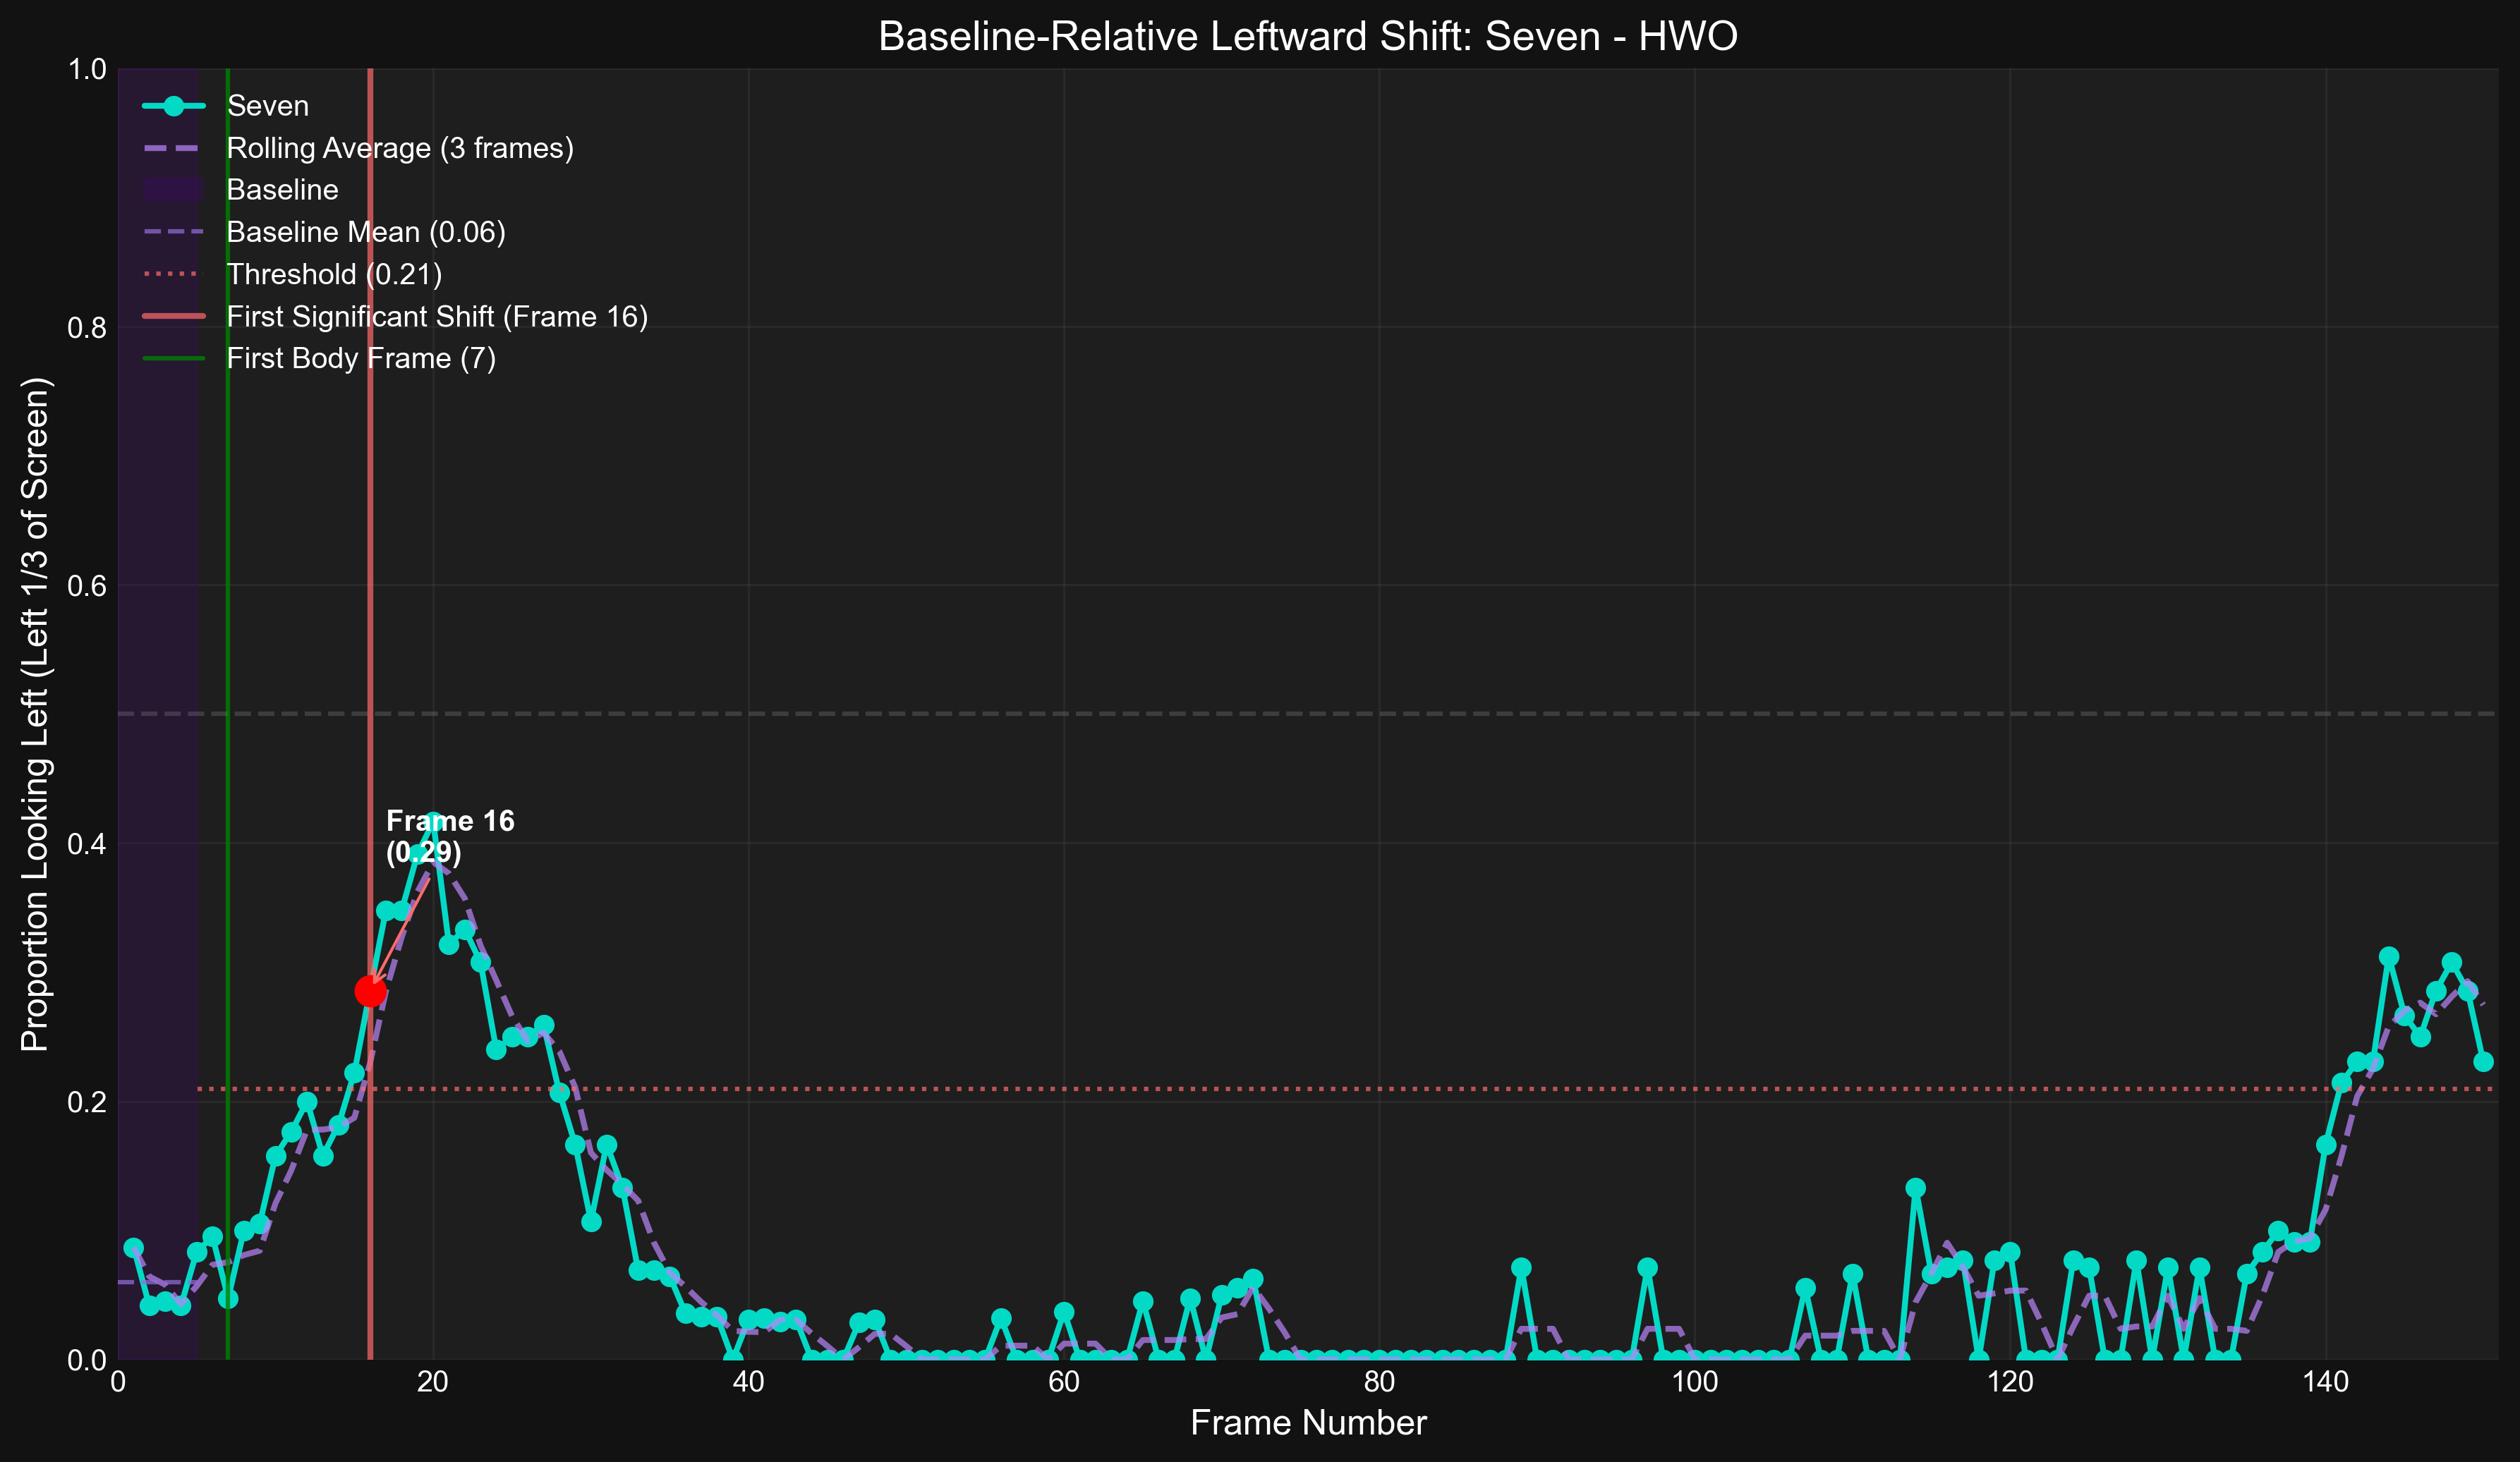 Baseline-Relative Leftward Shift: Seven - HWO
1.0
0.8
0.6
0.4
0.2
0.0
Proportion Looking Left (Left 1/3 of Screen)
Seven
Rolling Average (3 frames)
Baseline
Baseline Mean (0.06)
Threshold (0.21)
First Significant Shift (Frame 16)
First Body Frame (7)
Frame 16
(0.29)
0
20
40
60
80
100
120
140
Frame Number